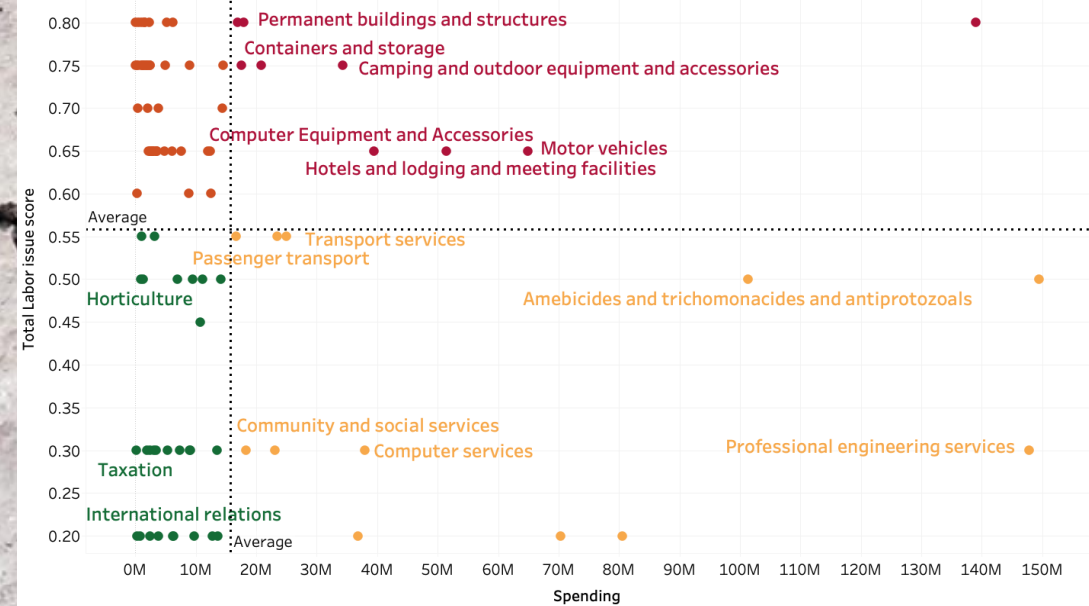 0.80
Permanent buildings and structures
Containers and storage
0.75
Camping and outdoor equipment and accessories
0.70
Computer Equipment and Accessories
0.65
Motor vehicles
Hotels and lodging and meeting facilities
0.60
Average
0.55
Transport services
Passenger transport
0.50
Horticulture
Amebicides and trichomonacides and antiprotozoals
0.45
Total Labor issue score
0.40
0.35
Community and social services
0.30
Computer services
Professional engineering services
Taxation
0.25
International relations
0.20
Average
0M 10M 20M 30M 40M 50M 60M 70M 80M 90M 100M 110M 120M 130M 140M 150M
Spending